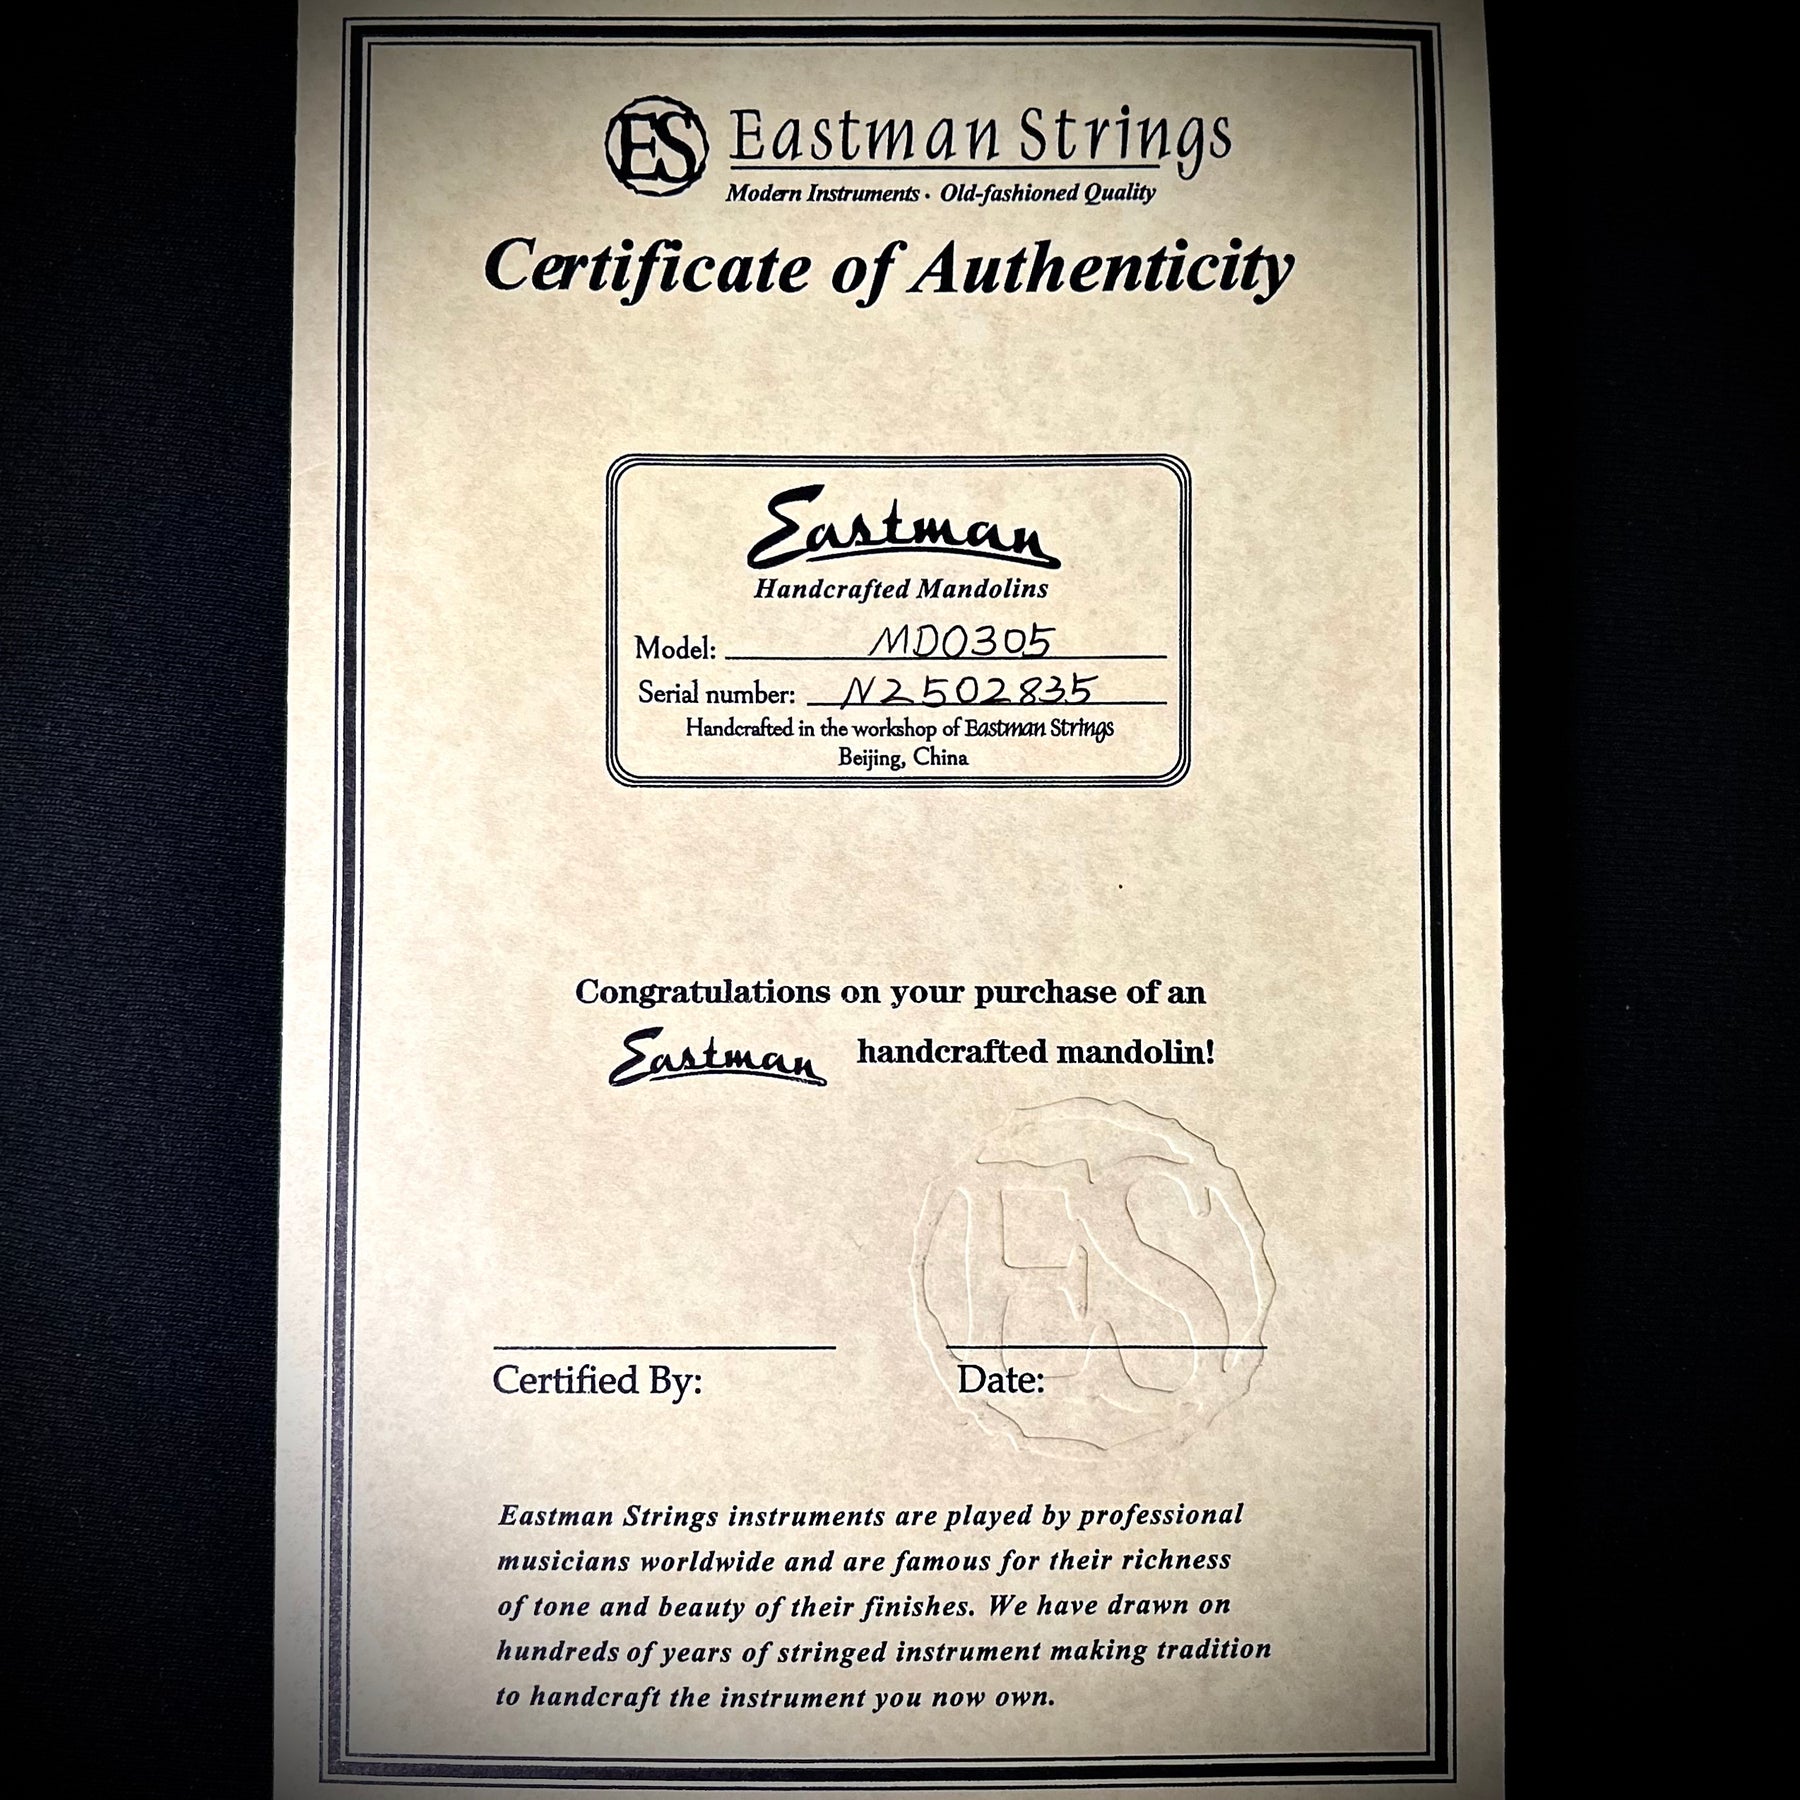 ES Eastman Strings
Modern Instruments · Old-fashioned Quality
Certificate of Authenticity
Eastman
Handcrafted Mandolins
Model: MDO305
Serial number: N2502835
Handcrafted in the workshop of Eastman Strings
Beijing, China
Congratulations on your purchase of an
Eastman handcrafted mandolin!
ES
Certified By: Date:
Eastman Strings instruments are played by professional
musicians worldwide and are famous for their richness
of tone and beauty of their finishes. We have drawn on
hundreds of years of stringed instrument making tradition
to handcraft the instrument you now own.